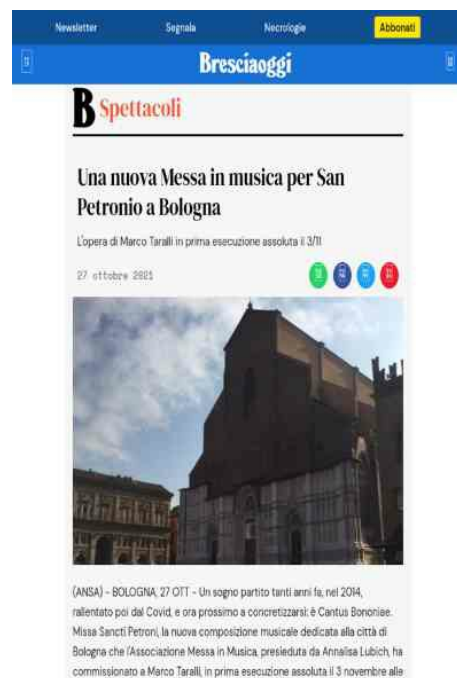 Newsletter Segnala Necrologie Abbonati
Bresciaoggi
B Spettacoli
Una nuova Messa in musica per San
Petronio a Bologna
L'opera di Marco Taralli in prima esecuzione assoluta il 3/11
27 ottobre 2021
(ANSA) - BOLOGNA, 27 OTT - Un sogno partito tanti anni fa, nel 2014,
rallentato poi dal Covid, e ora prossimo a concretizzarsi: è Cantus Bononiae.
Missa Sancti Petroni, la nuova composizione musicale dedicata alla città di
Bologna che l'Associazione Messa in Musica, presieduta da Annalisa Lubich, ha
commissionato a Marco Taralli, in prima esecuzione assoluta il 3 novembre alle